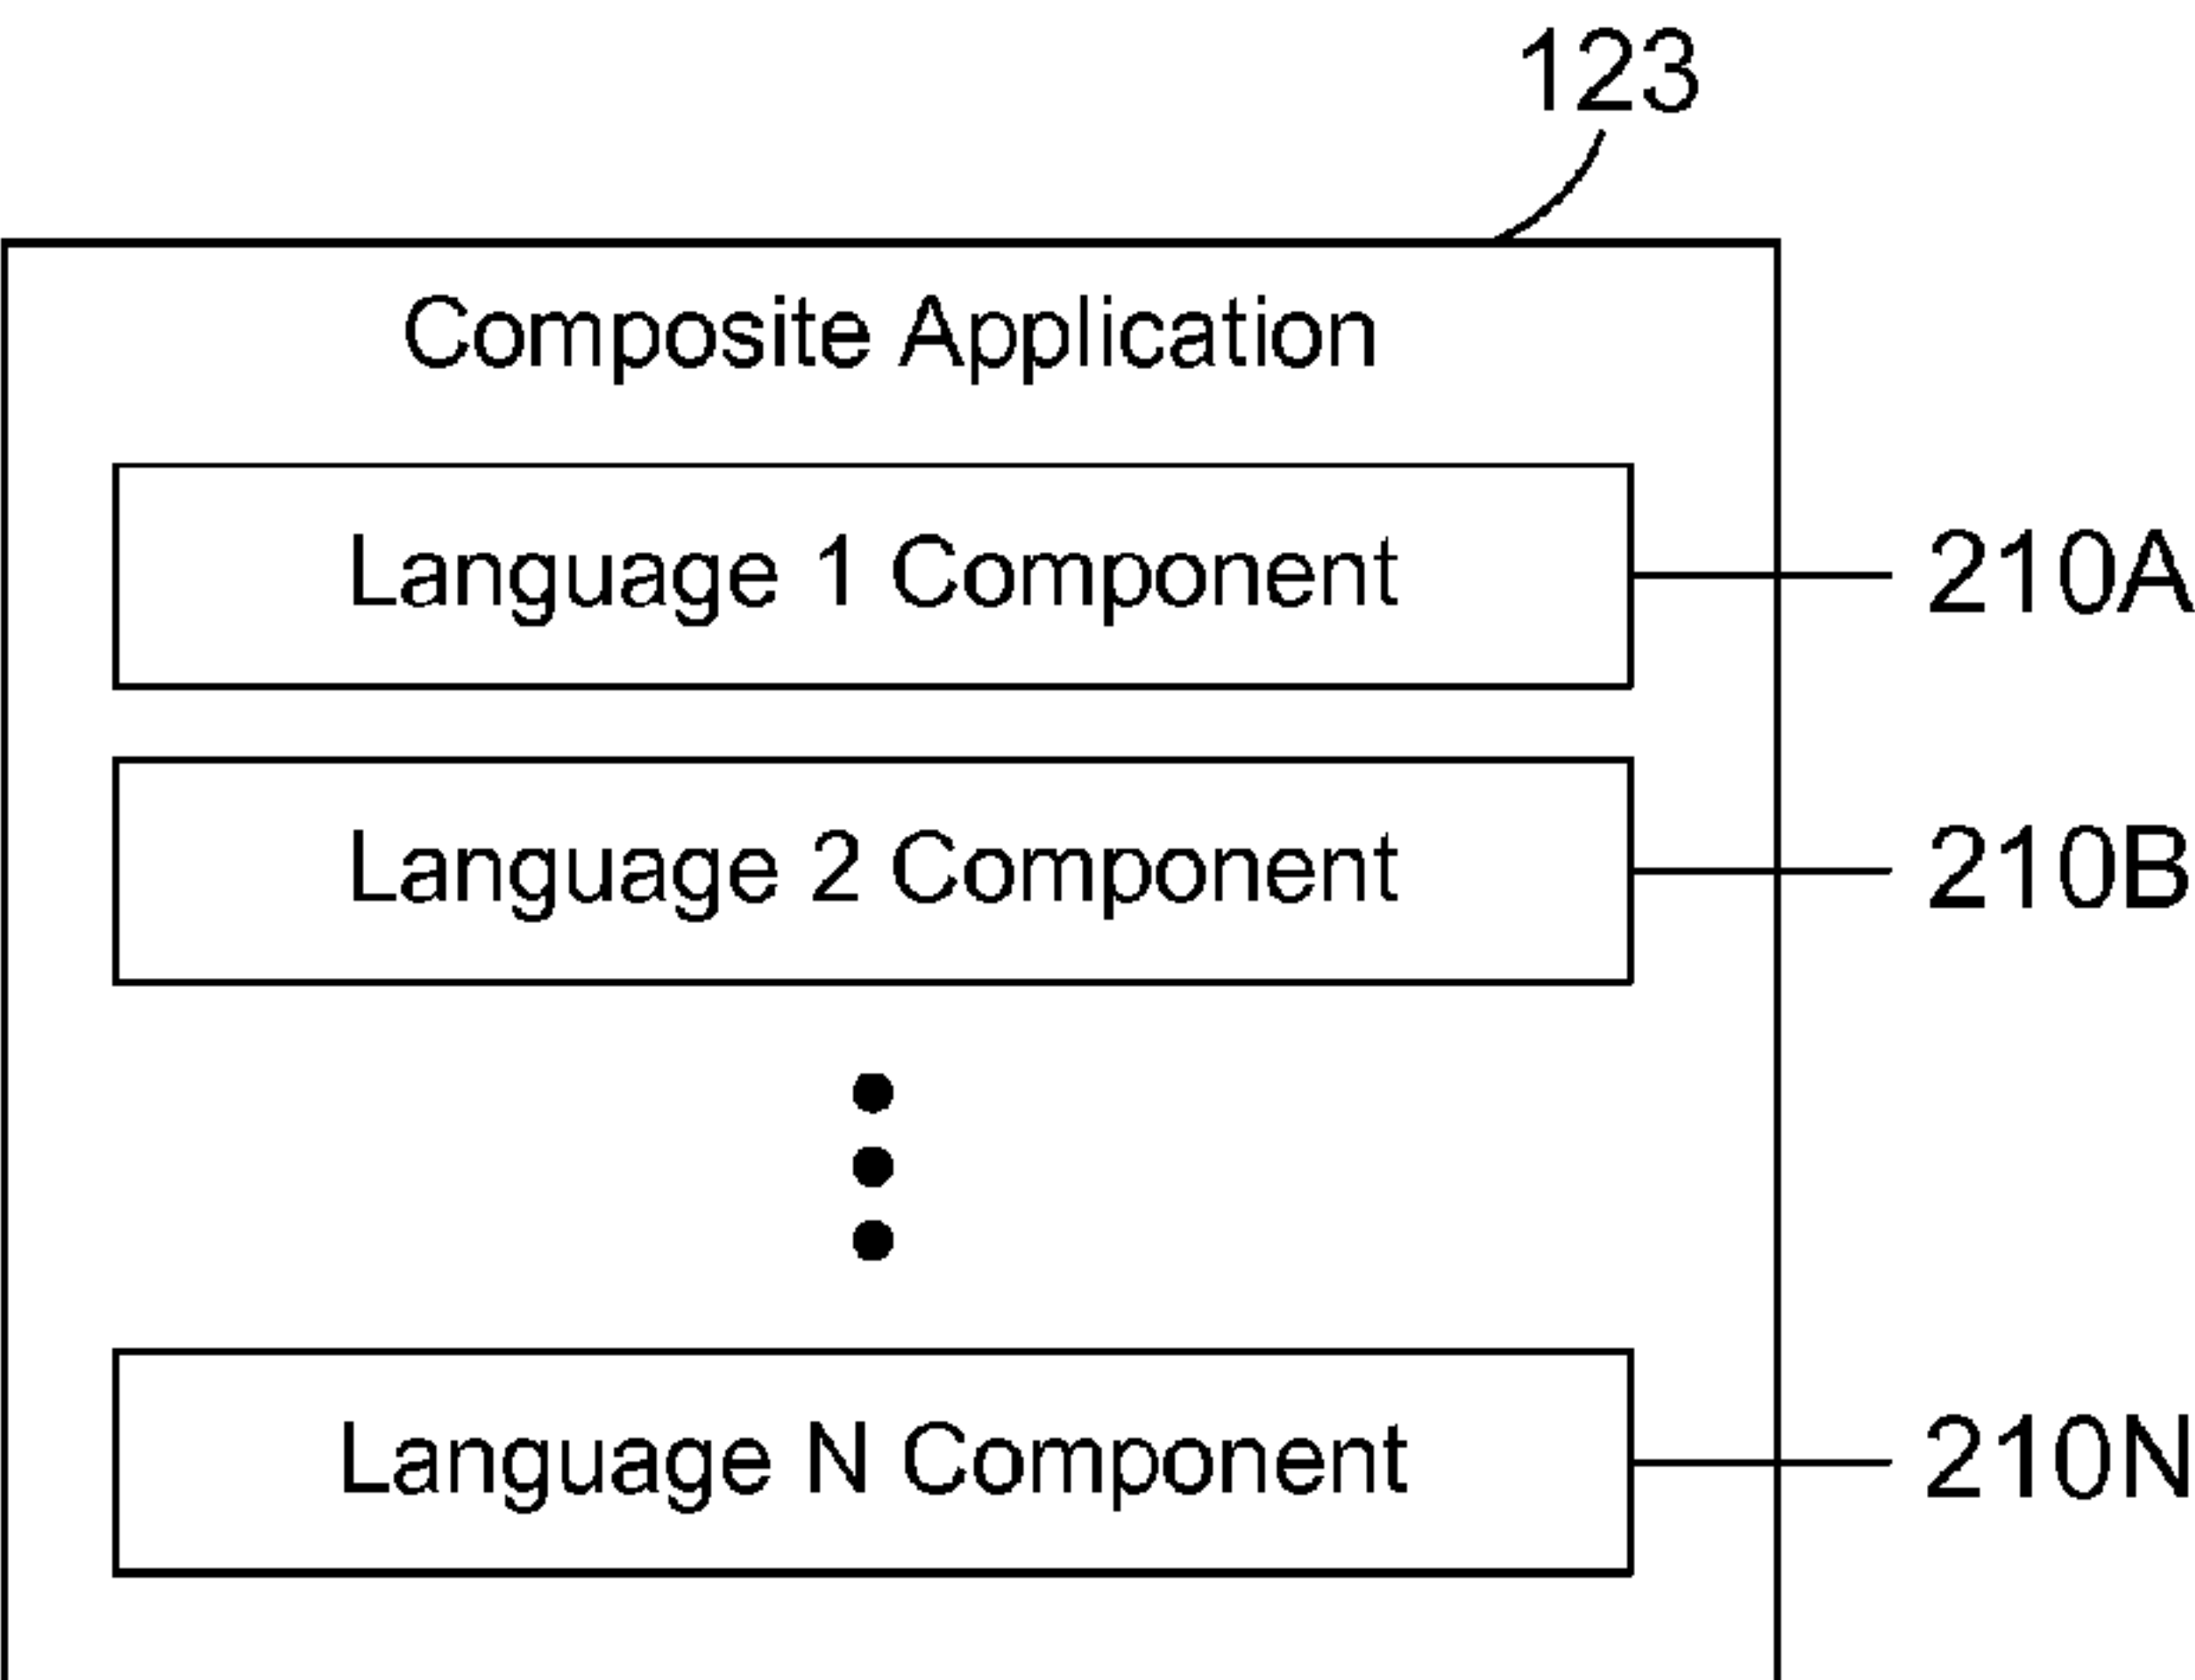 123
Composite Application
Language 1 Component
210A
Language 2 Component
210B
Language N Component
210N